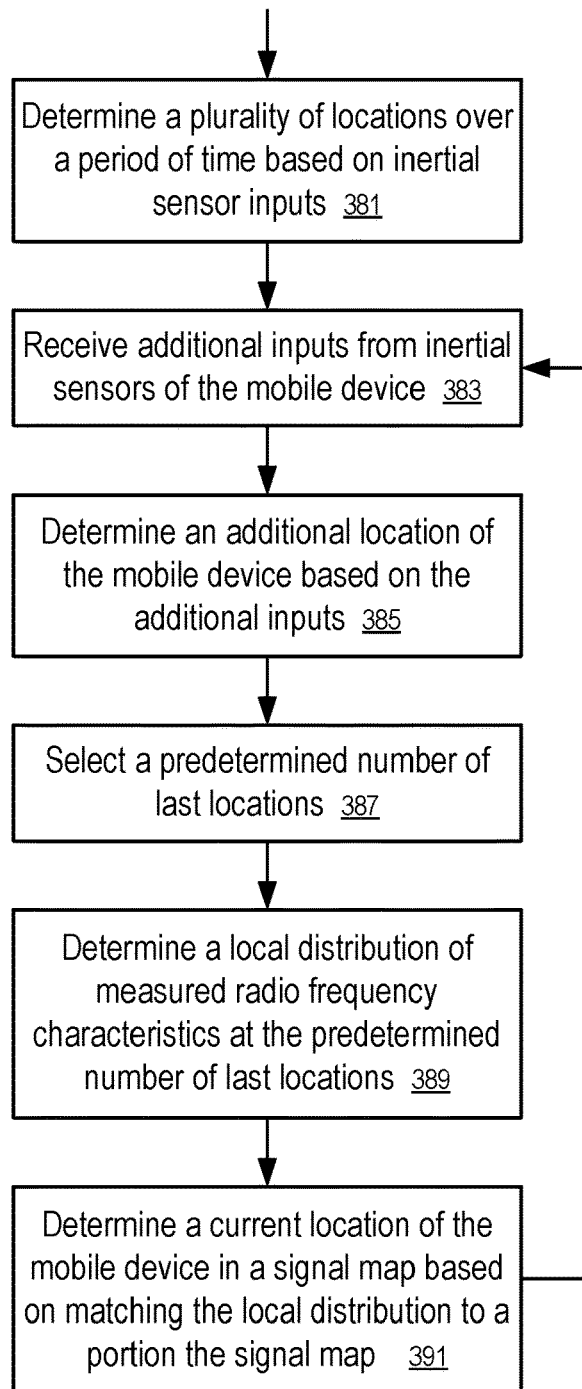 Determine a plurality of locations over
a period of time based on inertial
sensor inputs 381
Receive additional inputs from inertial
sensors of the mobile device 383
Determine an additional location of
the mobile device based on the
additional inputs 385
Select a predetermined number of
last locations 387
Determine a local distribution of
measured radio frequency
characteristics at the predetermined
number of last locations 389
Determine a current location of the
mobile device in a signal map based
on matching the local distribution to a
portion the signal map 391